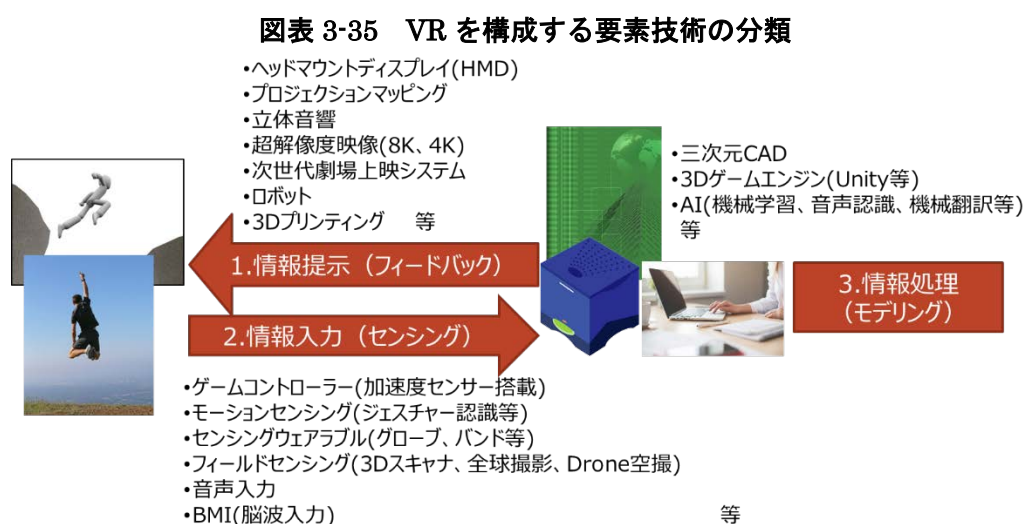 図表 3-35　VR を構成する要素技術の分類
•ヘッドマウントディスプレイ(HMD)
•プロジェクションマッピング
•立体音響
•超解像度映像(8K、4K)
•次世代劇場上映システム
•ロボット
•3Dプリンティング　等
•三次元CAD
•3Dゲームエンジン(Unity等)
•AI(機械学習、音声認識、機械翻訳等)
等
1.情報提示（フィードバック）
2.情報入力（センシング）
3.情報処理
（モデリング）
•ゲームコントローラー(加速度センサー搭載)
•モーションセンシング(ジェスチャー認識等)
•センシングウェアラブル(グローブ、バンド等)
•フィールドセンシング(3Dスキャナ、全球撮影、Drone空撮)
•音声入力
•BMI(脳波入力)　等